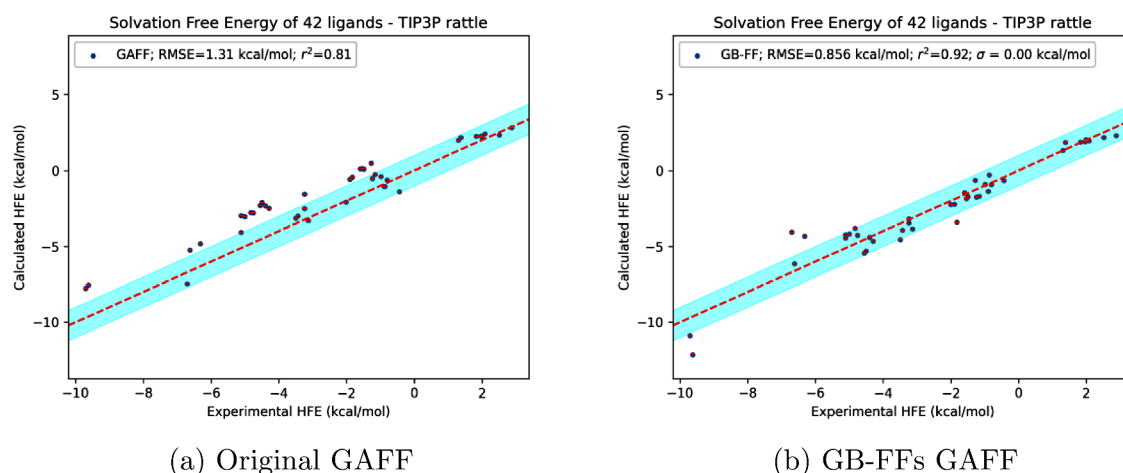 Solvation Free Energy of 42 ligands - TIP3P rattle
GAFF; RMSE=1.31 kcal/mol; r²=0.81
Calculated HFE (kcal/mol)
5
0
−5
−10
−10 −8 −6 −4 −2 0 2
Experimental HFE (kcal/mol)
(a) Original GAFF
Solvation Free Energy of 42 ligands - TIP3P rattle
GB-FF; RMSE=0.856 kcal/mol; r²=0.92; σ = 0.00 kcal/mol
Calculated HFE (kcal/mol)
5
0
−5
−10
−10 −8 −6 −4 −2 0 2
Experimental HFE (kcal/mol)
(b) GB-FFs GAFF